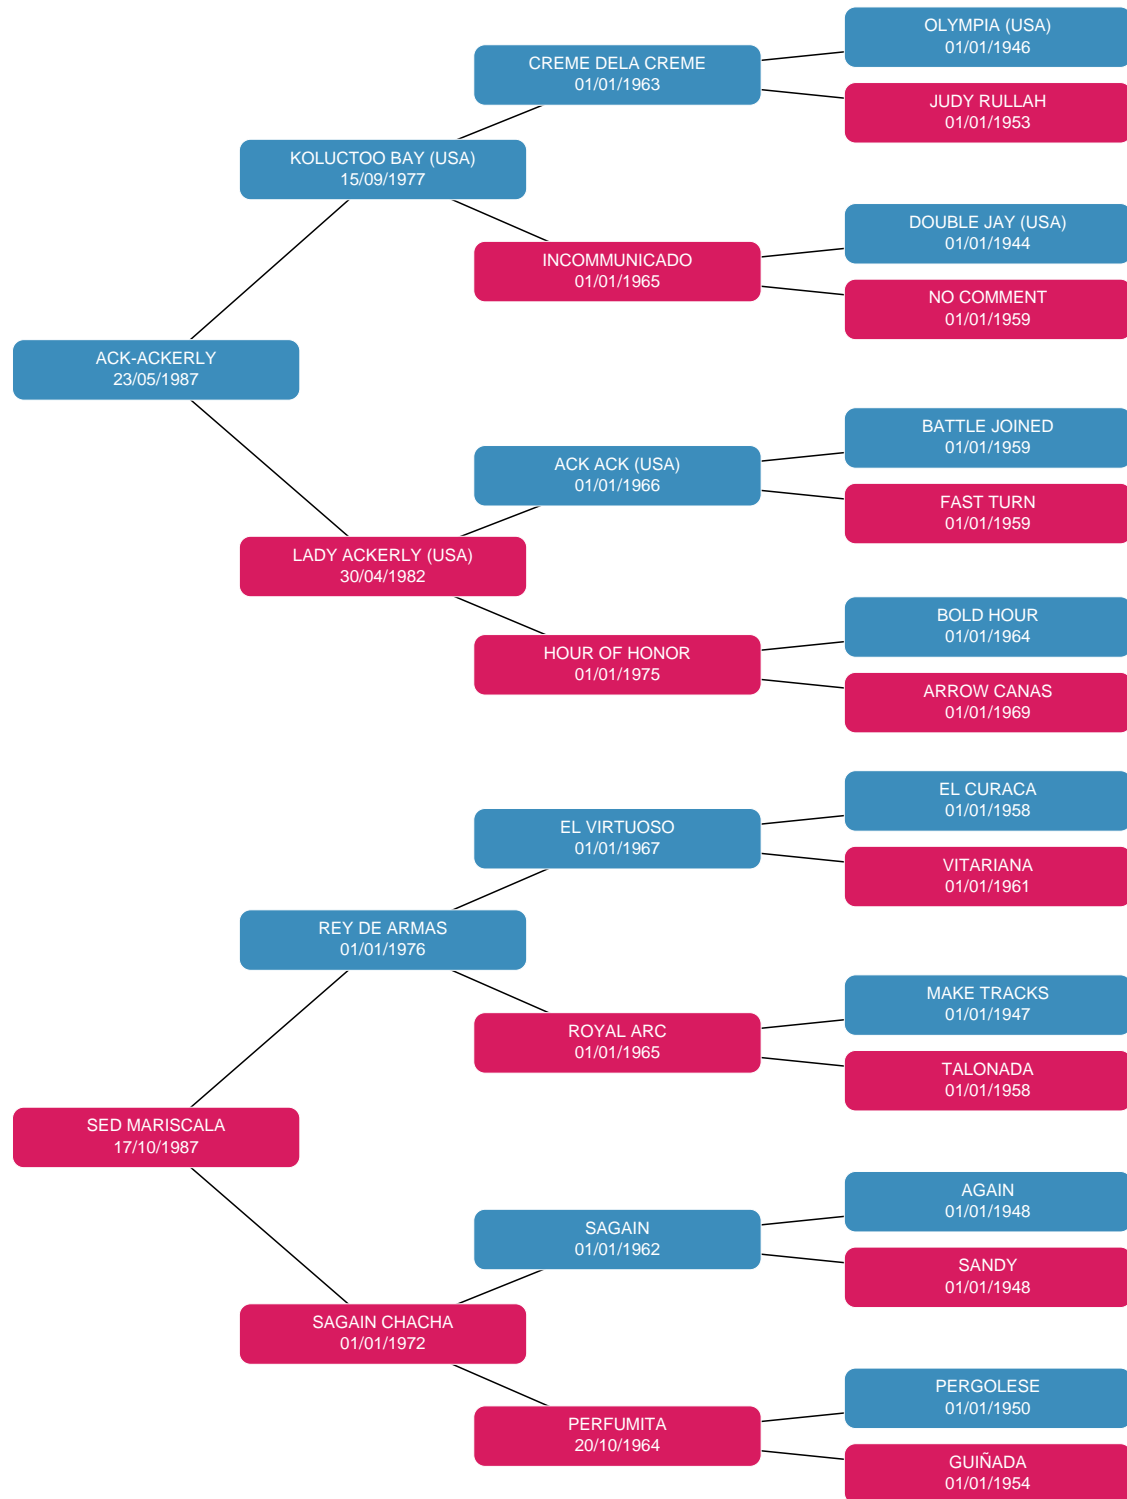 OLYMPIA (USA)
01/01/1946
CREME DELA CREME
01/01/1963
JUDY RULLAH
01/01/1953
KOLUCTOO BAY (USA)
15/09/1977
DOUBLE JAY (USA)
01/01/1944
INCOMMUNICADO
01/01/1965
NO COMMENT
01/01/1959
ACK-ACKERLY
23/05/1987
BATTLE JOINED
01/01/1959
ACK ACK (USA)
01/01/1966
FAST TURN
01/01/1959
LADY ACKERLY (USA)
30/04/1982
BOLD HOUR
01/01/1964
HOUR OF HONOR
01/01/1975
ARROW CANAS
01/01/1969
EL CURACA
01/01/1958
EL VIRTUOSO
01/01/1967
VITARIANA
01/01/1961
REY DE ARMAS
01/01/1976
MAKE TRACKS
01/01/1947
ROYAL ARC
01/01/1965
TALONADA
01/01/1958
SED MARISCALA
17/10/1987
AGAIN
01/01/1948
SAGAIN
01/01/1962
SANDY
01/01/1948
SAGAIN CHACHA
01/01/1972
PERGOLESE
01/01/1950
PERFUMITA
20/10/1964
GUIÑADA
01/01/1954